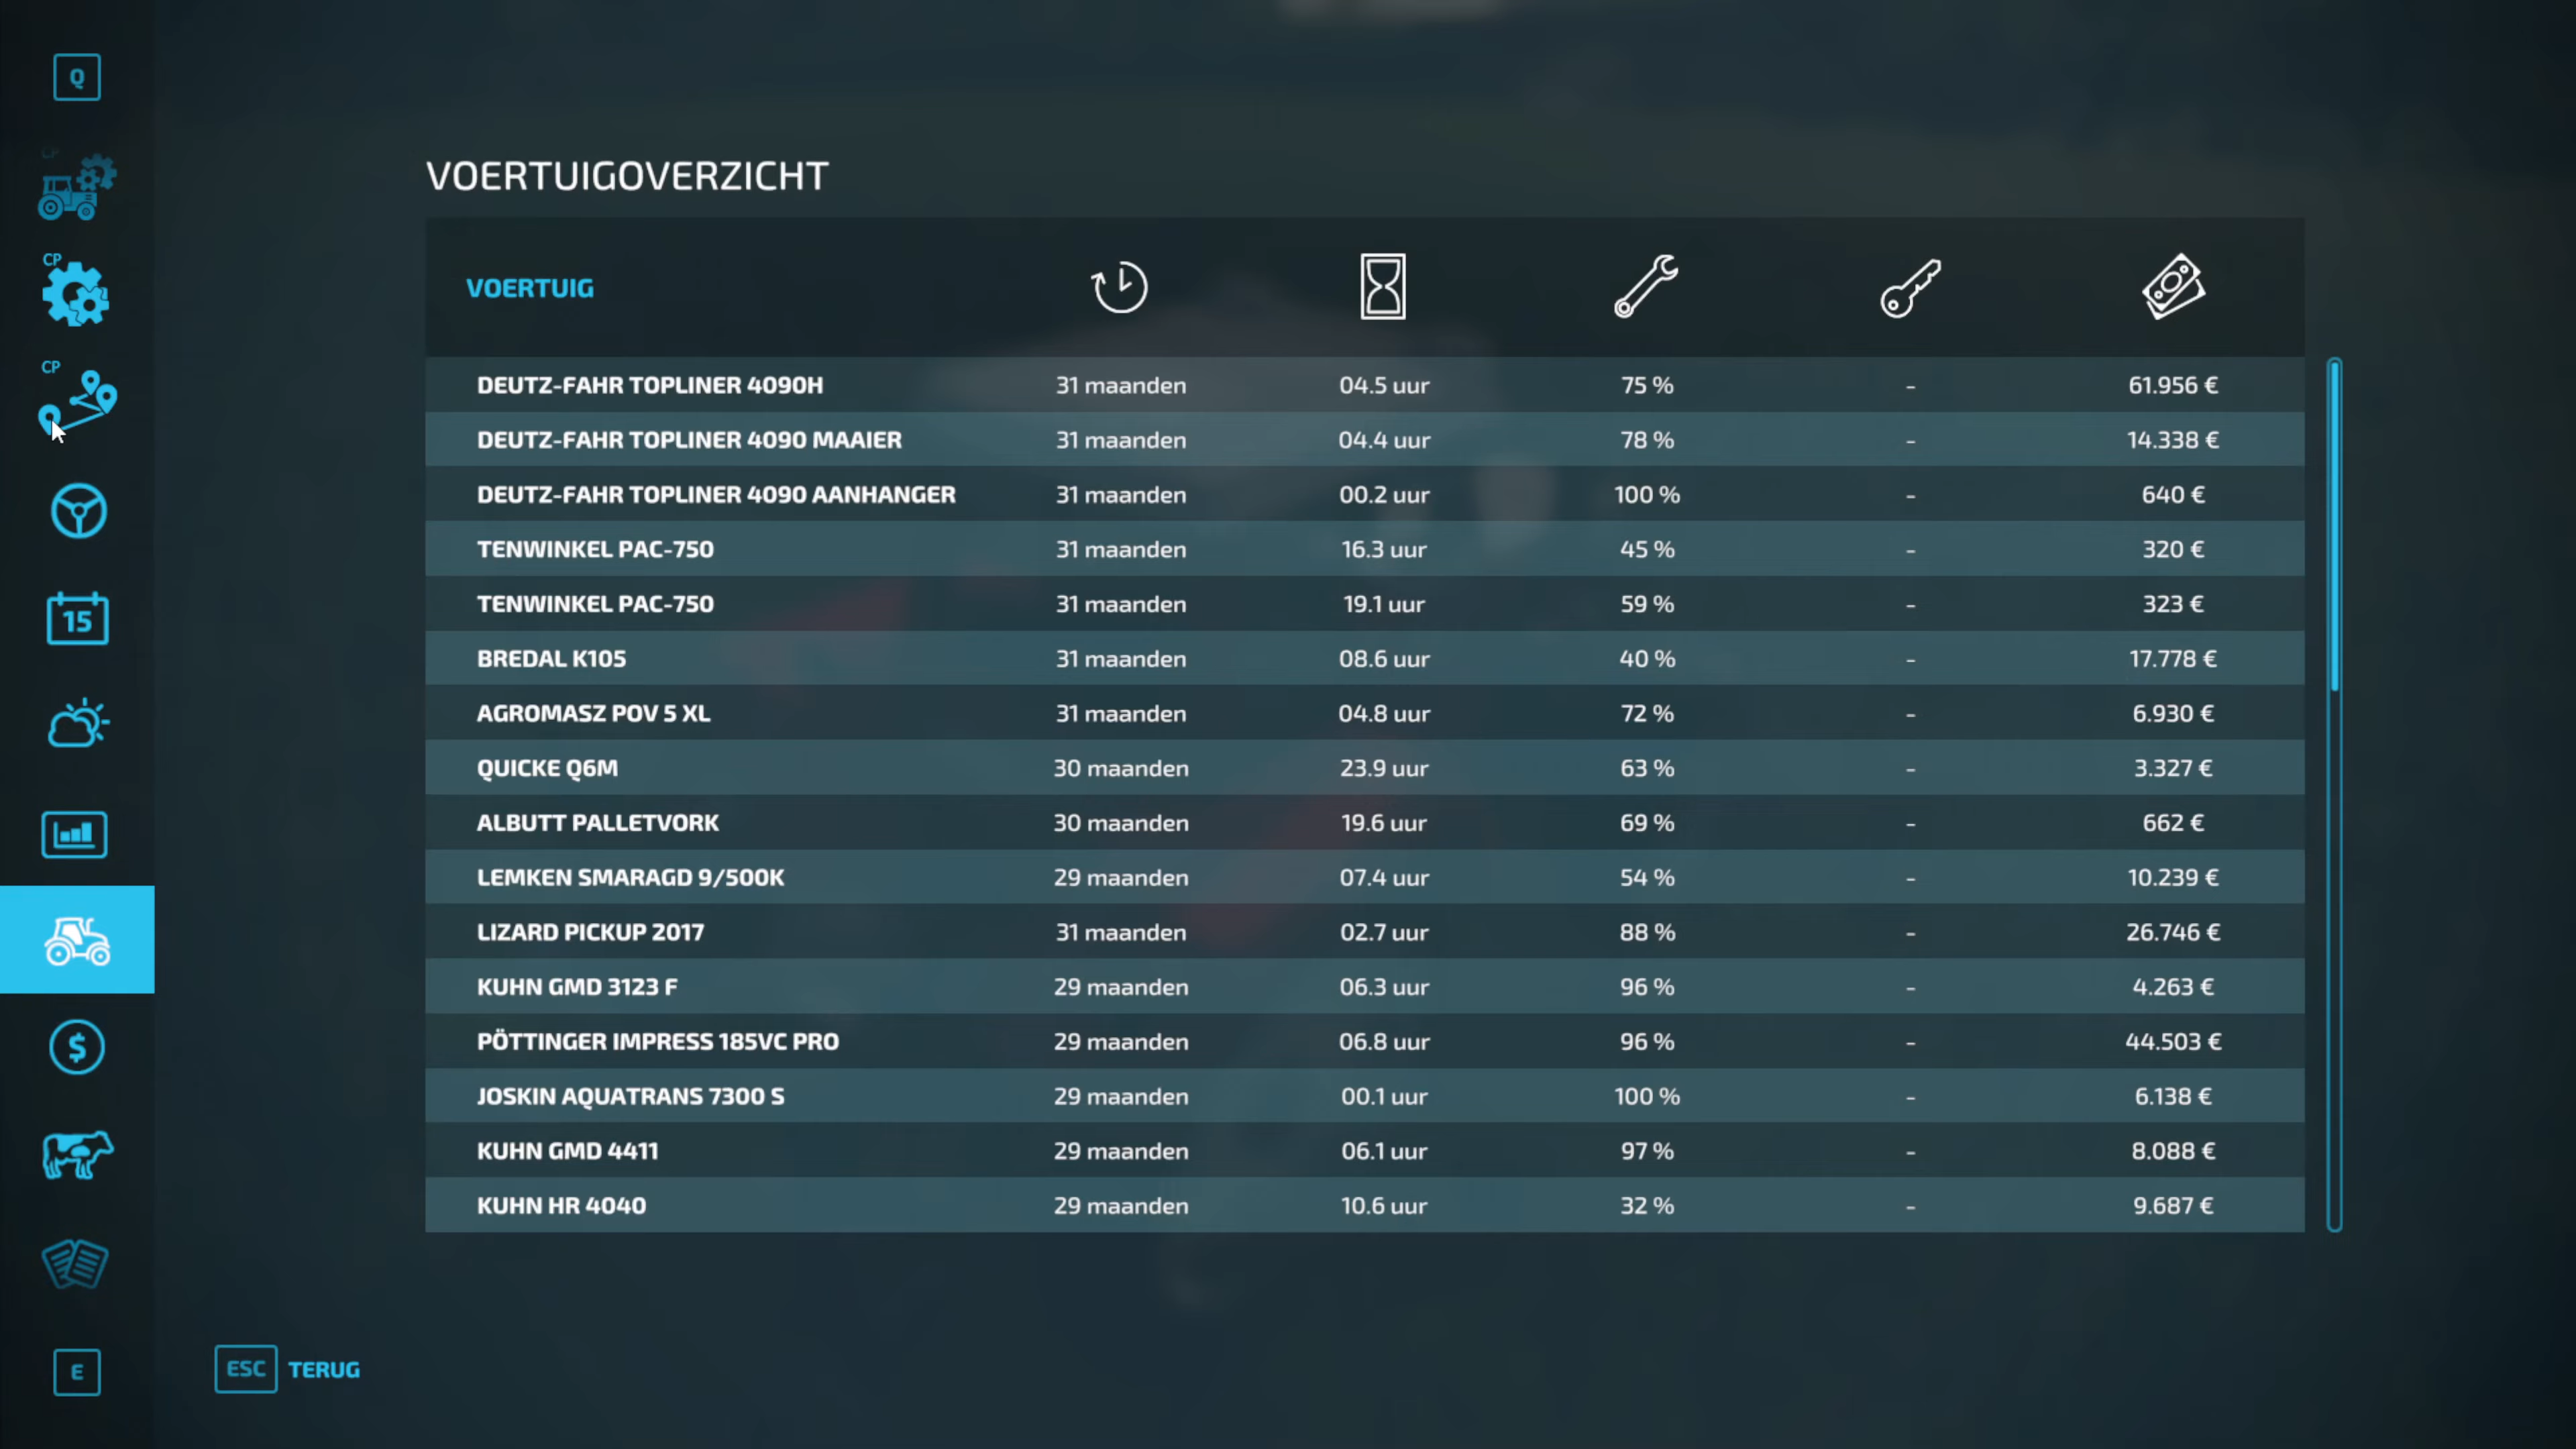 Q
CP
CP
CP
15
$
E
VOERTUIGOVERZICHT
VOERTUIG
DEUTZ-FAHR TOPLINER 4090H 31 maanden 04.5 uur 75 % - 61.956 €
DEUTZ-FAHR TOPLINER 4090 MAAIER 31 maanden 04.4 uur 78 % - 14.338 €
DEUTZ-FAHR TOPLINER 4090 AANHANGER 31 maanden 00.2 uur 100 % - 640 €
TENWINKEL PAC-750 31 maanden 16.3 uur 45 % - 320 €
TENWINKEL PAC-750 31 maanden 19.1 uur 59 % - 323 €
BREDAL K105 31 maanden 08.6 uur 40 % - 17.778 €
AGROMASZ POV 5 XL 31 maanden 04.8 uur 72 % - 6.930 €
QUICKE Q6M 30 maanden 23.9 uur 63 % - 3.327 €
ALBUTT PALLETVORK 30 maanden 19.6 uur 69 % - 662 €
LEMKEN SMARAGD 9/500K 29 maanden 07.4 uur 54 % - 10.239 €
LIZARD PICKUP 2017 31 maanden 02.7 uur 88 % - 26.746 €
KUHN GMD 3123 F 29 maanden 06.3 uur 96 % - 4.263 €
PÖTTINGER IMPRESS 185VC PRO 29 maanden 06.8 uur 96 % - 44.503 €
JOSKIN AQUATRANS 7300 S 29 maanden 00.1 uur 100 % - 6.138 €
KUHN GMD 4411 29 maanden 06.1 uur 97 % - 8.088 €
KUHN HR 4040 29 maanden 10.6 uur 32 % - 9.687 €
ESC TERUG